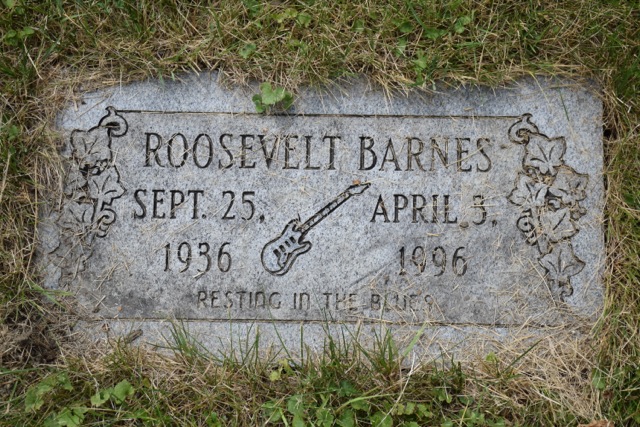 ROOSEVELT BARNES
SEPT. 25, APRIL 3,
1936 1996
RESTING IN THE BLUES